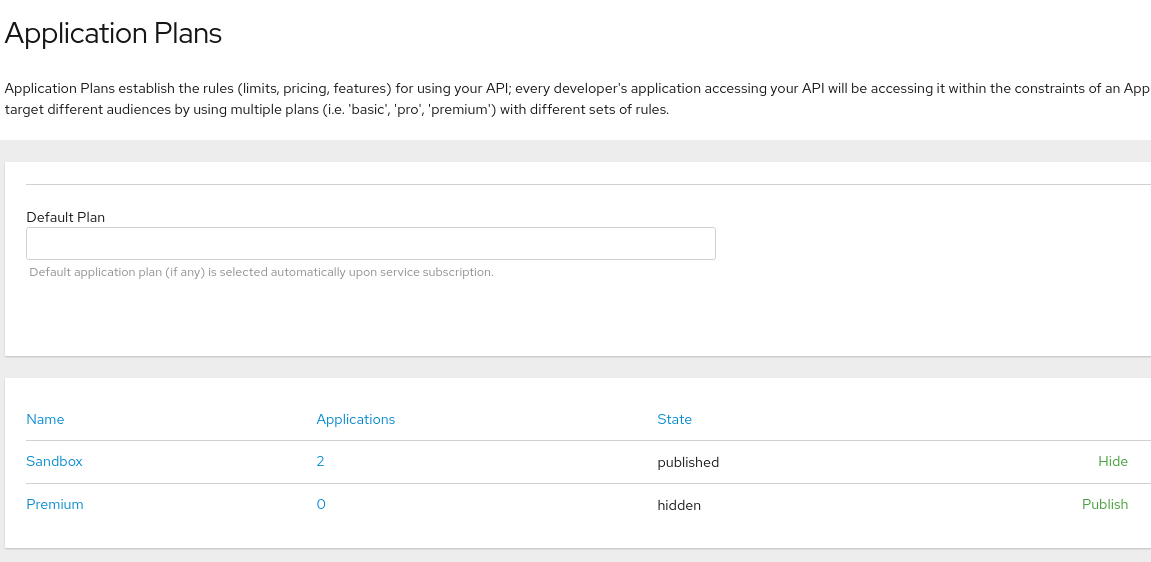 Application Plans
Application Plans establish the rules (limits, pricing, features) for using your API; every developer's application accessing your API will be accessing it within the constraints of an App
target different audiences by using multiple plans (i.e. 'basic', 'pro', 'premium') with different sets of rules.
Default Plan
Default application plan (if any) is selected automatically upon service subscription.
Name Applications State
Sandbox 2 published Hide
Premium 0 hidden Publish